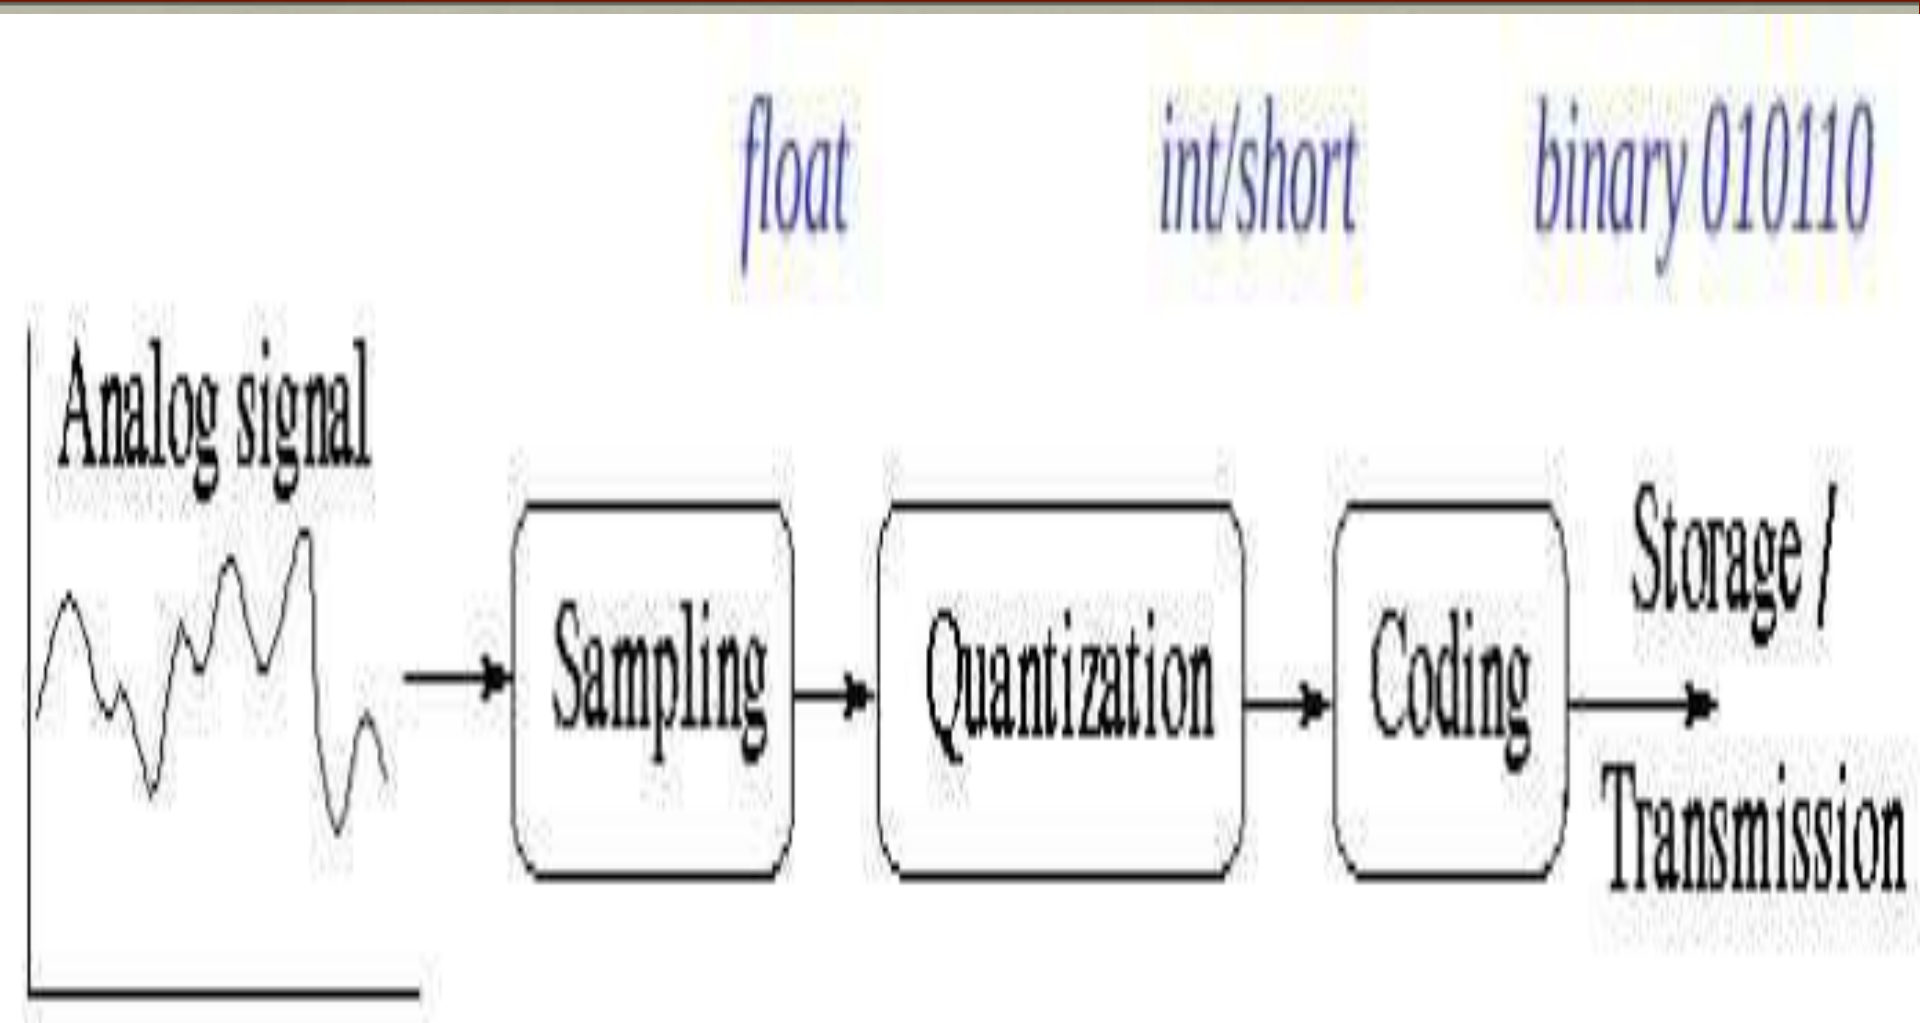 float int/short binary 010110
Analog signal
Sampling Quantization Coding
Storage /
Transmission